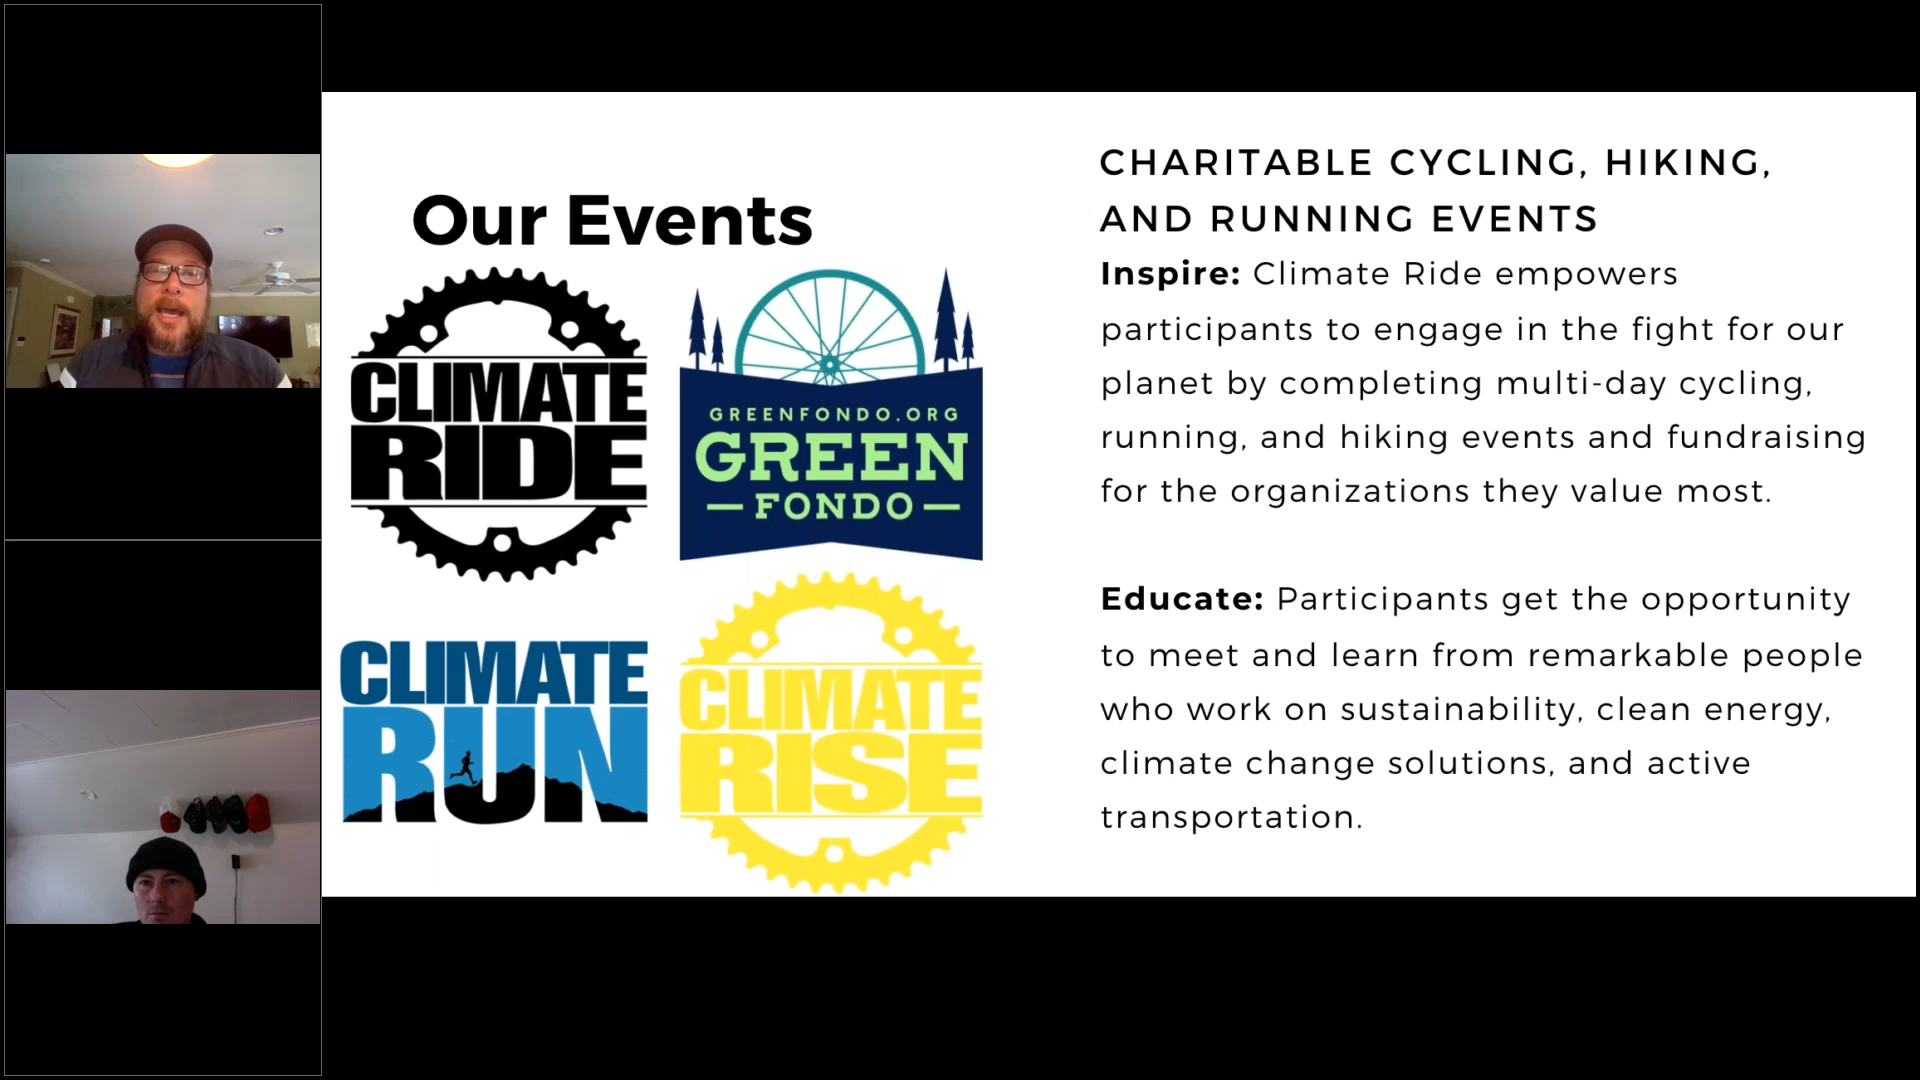 Our Events
CLIMATE
RIDE
GREENFONDO.ORG
GREEN
FONDO
CLIMATE
RUN
CLIMATE
RISE
CHARITABLE CYCLING, HIKING,
AND RUNNING EVENTS
Inspire: Climate Ride empowers
participants to engage in the fight for our
planet by completing multi-day cycling,
running, and hiking events and fundraising
for the organizations they value most.
Educate: Participants get the opportunity
to meet and learn from remarkable people
who work on sustainability, clean energy,
climate change solutions, and active
transportation.